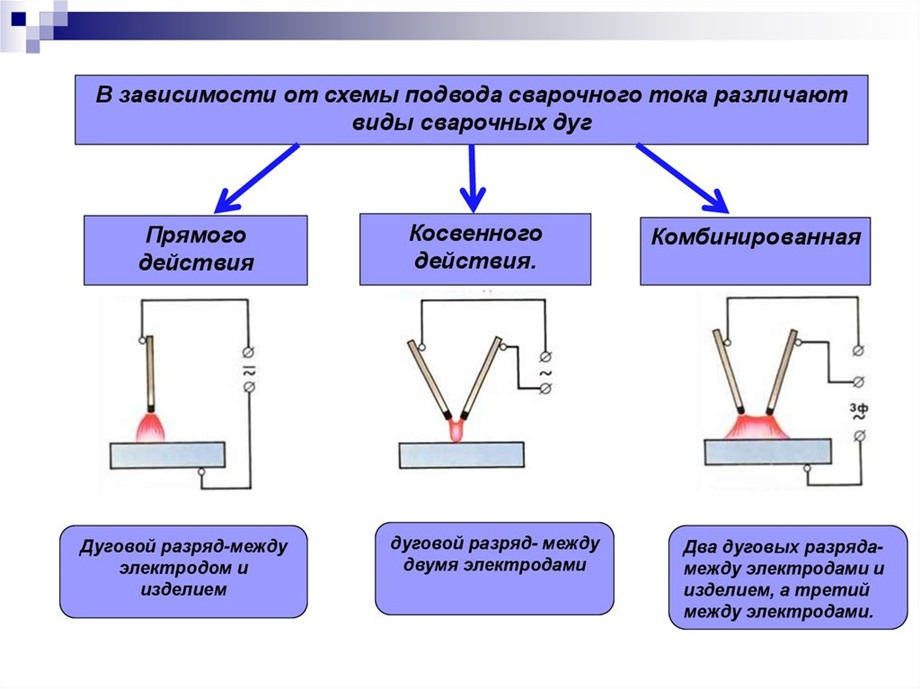 В зависимости от схемы подвода сварочного тока различают
виды сварочных дуг
Прямого
действия
Косвенного
действия.
Комбинированная
3ф
Дуговой разряд-между
электродом и
изделием
дуговой разряд- между
двумя электродами
Два дуговых разряда-
между электродами и
изделием, а третий
между электродами.